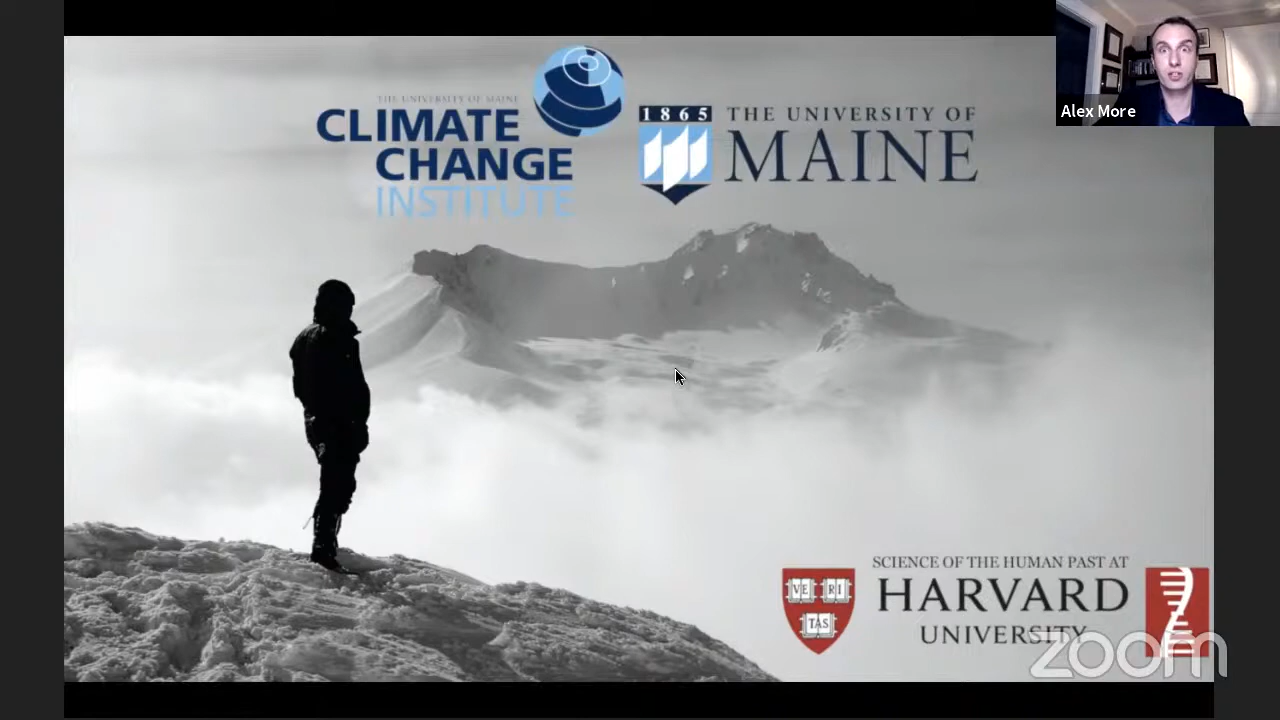 Alex More
THE UNIVERSITY OF MAINE
CLIMATE
CHANGE
INSTITUTE
1865
THE UNIVERSITY OF
MAINE
SCIENCE OF THE HUMAN PAST AT
HARVARD
UNIVERSITY
VE RI
TAS
zoom